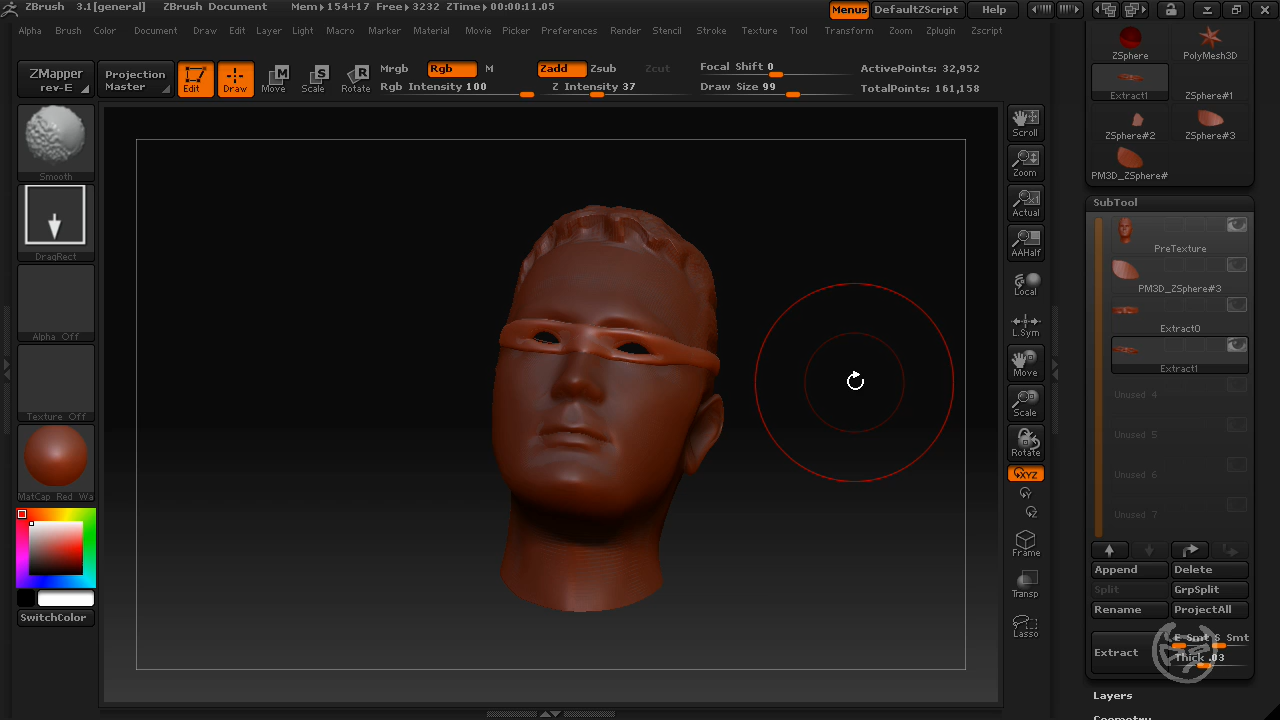 ZBrush 3.1[general] ZBrush Document Mem▸154+17 Free▸3232 ZTime▸00:00:11.05 Menus DefaultZScript Help
Alpha Brush Color Document Draw Edit Layer Light Macro Marker Material Movie Picker Preferences Render Stencil Stroke Texture Tool Transform Zoom Zplugin Zscript
ZMapper rev-E
Projection Master
Edit Draw Move Scale Rotate
Mrgb Rgb M
Rgb Intensity 100
Zadd Zsub Zcut
Z Intensity 37
Focal Shift 0
Draw Size 99
ActivePoints: 32,952
TotalPoints: 161,158
Smooth
DragRect
Alpha Off
Texture Off
MatCap Red Wa
SwitchColor
Scroll
Zoom
Actual
AAHalf
Local
L.Sym
Move
Scale
Rotate
XYZ
Y
Z
Frame
Transp
Lasso
ZSphere PolyMesh3D
Extract1 ZSphere#1
ZSphere#2 ZSphere#3
PM3D_ZSphere#
SubTool
PreTexture
PM3D_ZSphere#3
Extract0
Extract1
Unused 4
Unused 5
Unused 6
Unused 7
Append Delete
Split GrpSplit
Rename ProjectAll
Extract
E Smt S Smt
Thick .03
Layers
Geometry